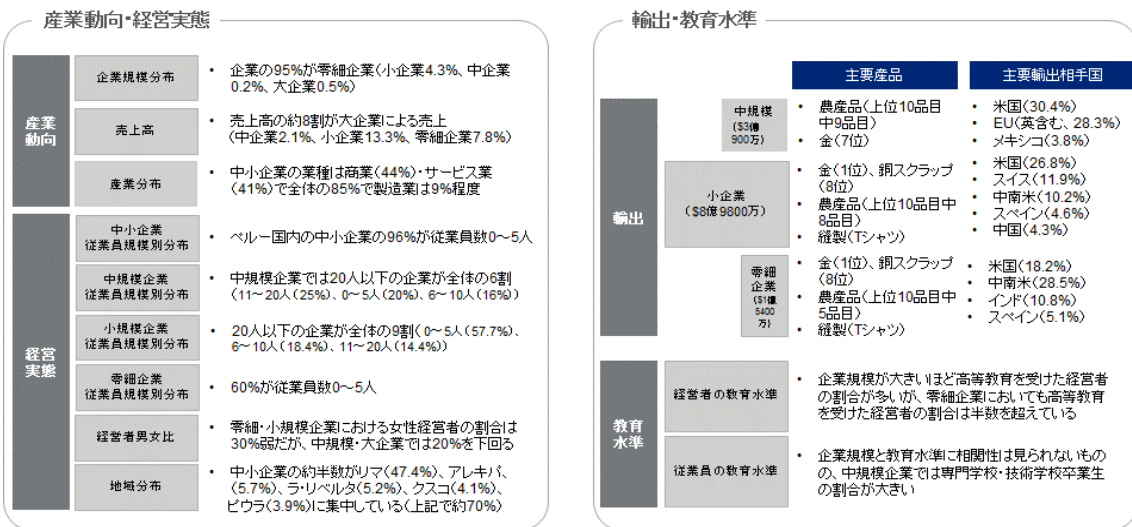 産業動向・経営実態
産業
動向
企業規模分布
• 企業の95%が零細企業(小企業4.3%、中企業
0.2%、大企業0.5%)
売上高
• 売上高の約8割が大企業による売上
(中企業2.1%、小企業13.3%、零細企業7.8%)
産業分布
• 中小企業の業種は商業(44%)・サービス業
(41%)で全体の85%で製造業は9%程度
経営
実態
中小企業
従業員規模別分布
• ペルー国内の中小企業の96%が従業員数0~5人
中規模企業
従業員規模別分布
• 中規模企業では20人以下の企業が全体の6割
(11~20人(25%)、0~5人(20%)、6~10人(16%))
小規模企業
従業員規模別分布
• 20人以下の企業が全体の9割(0~5人(57.7%)、
6~10人(18.4%)、11~20人(14.4%))
零細企業
従業員規模別分布
• 60%が従業員数0~5人
経営者男女比
• 零細・小規模企業における女性経営者の割合は
30%弱だが、中規模・大企業では20%を下回る
地域分布
• 中小企業の約半数がリマ(47.4%)、アレキパ、
(5.7%)、ラ・リベルタ(5.2%)、クスコ(4.1%)、
ピウラ(3.9%)に集中している(上記で約70%)
輸出・教育水準
主要産品
主要輸出相手国
輸出
中規模
($3億
900万)
• 農産品(上位10品目
中9品目)
• 金(7位)
• 米国(30.4%)
• EU(英含む、28.3%)
• メキシコ(3.8%)
小企業
($8億9800万)
• 金(1位)、銅スクラップ
(8位)
• 農産品(上位10品目中
8品目)
• 縫製(Tシャツ)
• 米国(26.8%)
• スイス(11.9%)
• 中南米(10.2%)
• スペイン(4.6%)
• 中国(4.3%)
零細
企業
($1億
5400
万)
• 金(1位)、銅スクラップ
(8位)
• 農産品(上位10品目中
5品目)
• 縫製(Tシャツ)
• 米国(18.2%)
• 中南米(28.5%)
• インド(10.8%)
• スペイン(5.1%)
教育
水準
経営者の教育水準
• 企業規模が大きいほど高等教育を受けた経営者
の割合が多いが、零細企業においても高等教育
を受けた経営者の割合は半数を超えている
従業員の教育水準
• 企業規模と教育水準に相関性は見られないもの
の、中規模企業では専門学校・技術学校卒業生
の割合が大きい